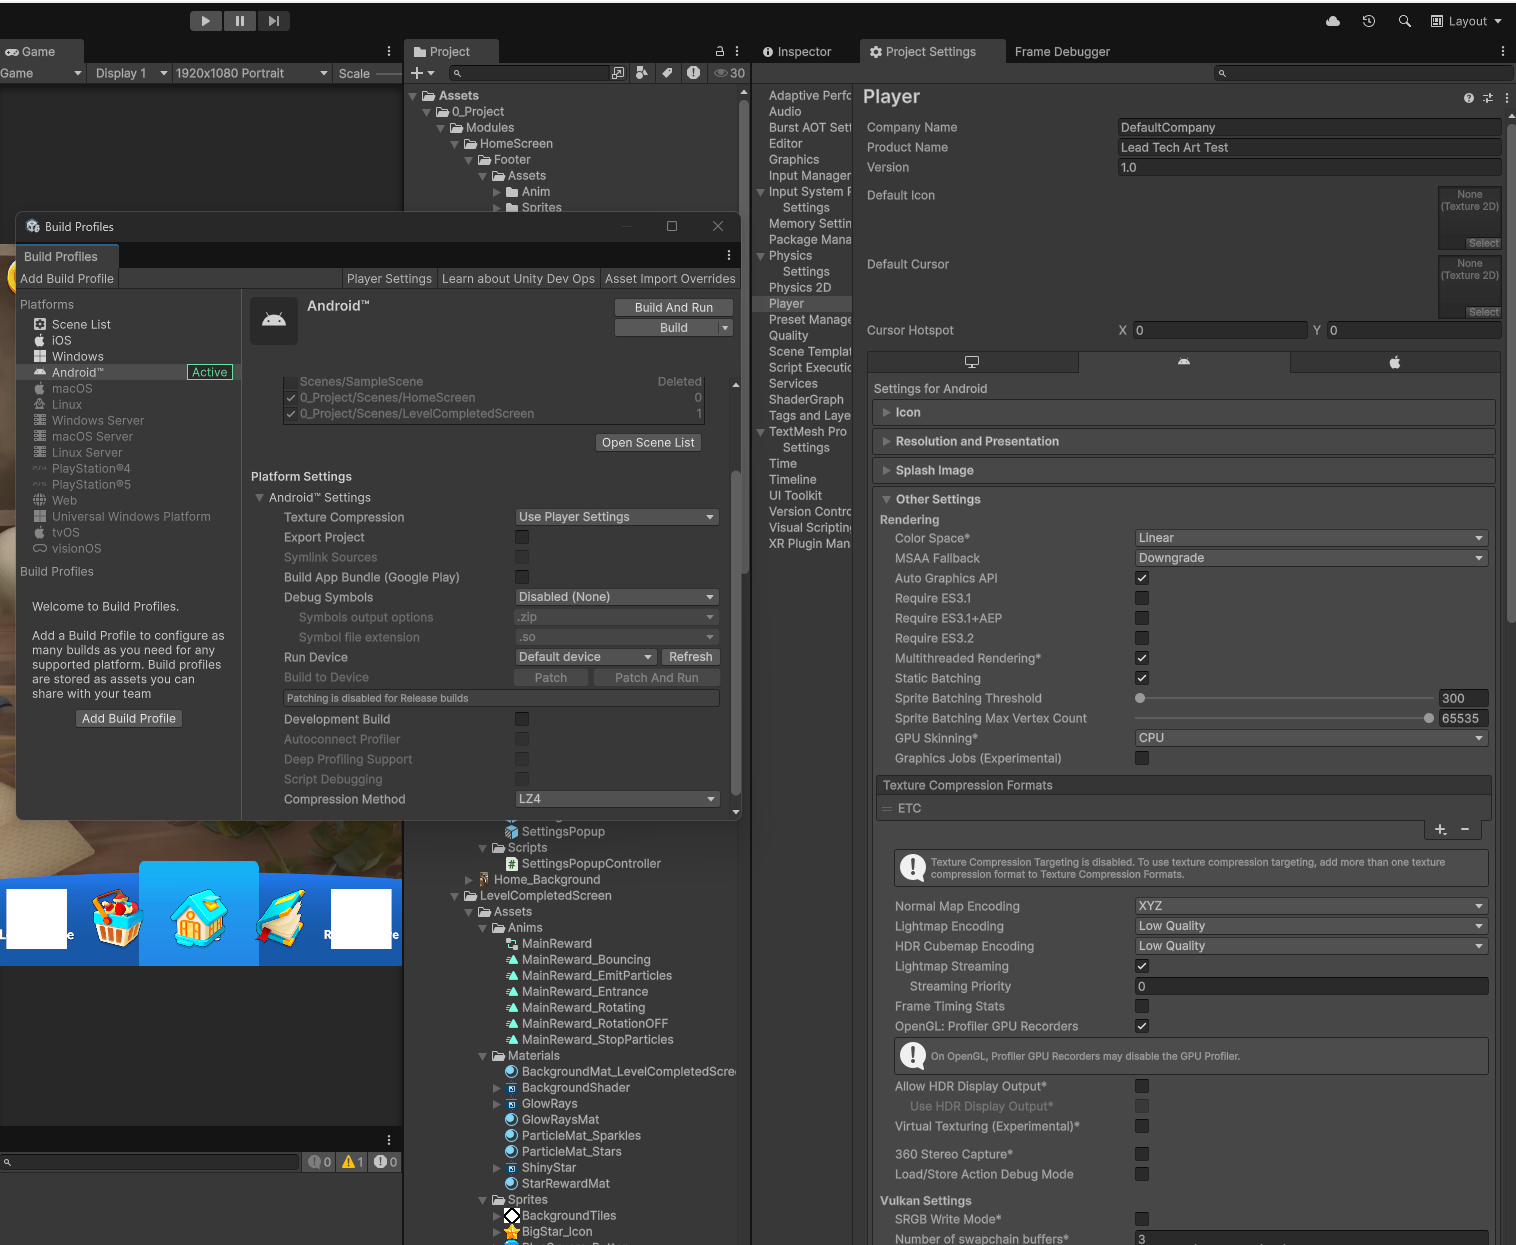 Layout
Game
Game
Display 1
1920x1080 Portrait
Scale
Project
30
Assets
0_Project
Modules
HomeScreen
Footer
Assets
Anim
Sprites
Build Profiles
Build Profiles
Add Build Profile
Player Settings
Learn about Unity Dev Ops
Asset Import Overrides
Platforms
Scene List
iOS
Windows
Android™
Active
macOS
Linux
Windows Server
macOS Server
Linux Server
PlayStation®4
PlayStation®5
Web
Universal Windows Platform
tvOS
visionOS
Build Profiles
Welcome to Build Profiles.
Add a Build Profile to configure as
many builds as you need for any
supported platform. Build profiles
are stored as assets you can
share with your team
Add Build Profile
Android™
Build And Run
Build
Scenes/SampleScene Deleted
0_Project/Scenes/HomeScreen 0
0_Project/Scenes/LevelCompletedScreen 1
Open Scene List
Platform Settings
Android™ Settings
Texture Compression Use Player Settings
Export Project
Symlink Sources
Build App Bundle (Google Play)
Debug Symbols Disabled (None)
Symbols output options .zip
Symbol file extension .so
Run Device Default device Refresh
Build to Device Patch Patch And Run
Patching is disabled for Release builds
Development Build
Autoconnect Profiler
Deep Profiling Support
Script Debugging
Compression Method LZ4
SettingsPopup
Scripts
SettingsPopupController
Home_Background
LevelCompletedScreen
Assets
Anims
MainReward
MainReward_Bouncing
MainReward_EmitParticles
MainReward_Entrance
MainReward_Rotating
MainReward_RotationOFF
MainReward_StopParticles
Materials
BackgroundMat_LevelCompletedScree
BackgroundShader
GlowRays
GlowRaysMat
ParticleMat_Sparkles
ParticleMat_Stars
ShinyStar
StarRewardMat
Sprites
BackgroundTiles
BigStar_Icon
0 1 0
Inspector
Project Settings
Frame Debugger
Adaptive Perfo
Audio
Burst AOT Sett
Editor
Graphics
Input Manager
Input System P
Settings
Memory Settin
Package Mana
Physics
Settings
Physics 2D
Player
Preset Manage
Quality
Scene Templat
Script Executio
Services
ShaderGraph
Tags and Laye
TextMesh Pro
Settings
Time
Timeline
UI Toolkit
Version Contro
Visual Scripting
XR Plugin Man
Player
Company Name DefaultCompany
Product Name Lead Tech Art Test
Version 1.0
Default Icon
None
(Texture 2D)
Select
Default Cursor
None
(Texture 2D)
Select
Cursor Hotspot X 0 Y 0
Settings for Android
Icon
Resolution and Presentation
Splash Image
Other Settings
Rendering
Color Space* Linear
MSAA Fallback Downgrade
Auto Graphics API
Require ES3.1
Require ES3.1+AEP
Require ES3.2
Multithreaded Rendering*
Static Batching
Sprite Batching Threshold 300
Sprite Batching Max Vertex Count 65535
GPU Skinning* CPU
Graphics Jobs (Experimental)
Texture Compression Formats
ETC
Texture Compression Targeting is disabled. To use texture compression targeting, add more than one texture
compression format to Texture Compression Formats.
Normal Map Encoding XYZ
Lightmap Encoding Low Quality
HDR Cubemap Encoding Low Quality
Lightmap Streaming
Streaming Priority 0
Frame Timing Stats
OpenGL: Profiler GPU Recorders
On OpenGL, Profiler GPU Recorders may disable the GPU Profiler.
Allow HDR Display Output*
Use HDR Display Output*
Virtual Texturing (Experimental)*
360 Stereo Capture*
Load/Store Action Debug Mode
Vulkan Settings
SRGB Write Mode*
Number of swapchain buffers* 3